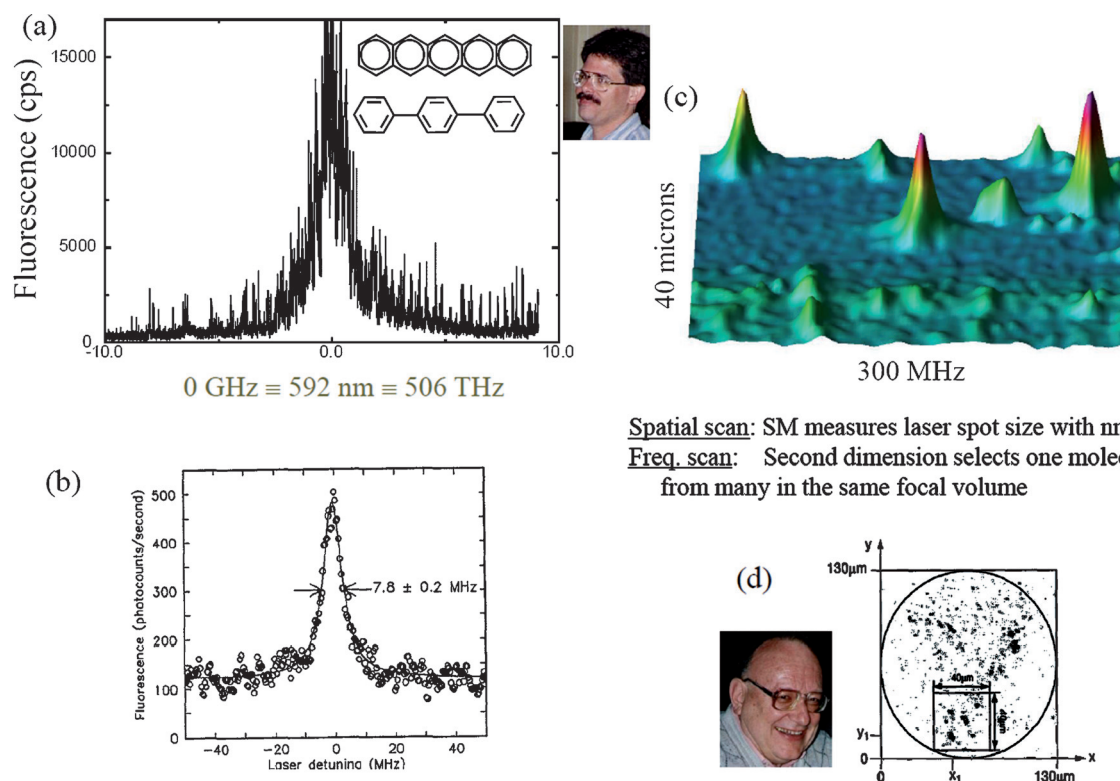 (a)
Fluorescence (cps)
15000
10000
5000
0
-10.0
0.0
10.0
0 GHz ≡ 592 nm ≡ 506 THz
(c)
40 microns
300 MHz
Spatial scan: SM measures laser spot size with
Freq. scan: Second dimension selects one
from many in the same focal volume
(b)
Fluorescence (photocounts/second)
500
400
300
200
100
0
7.8 ± 0.2 MHz
-40
-20
0
20
40
Laser detuning (MHz)
(d)
y
130μm
40μm
40μm
y1
0
0
x1
130μm
x